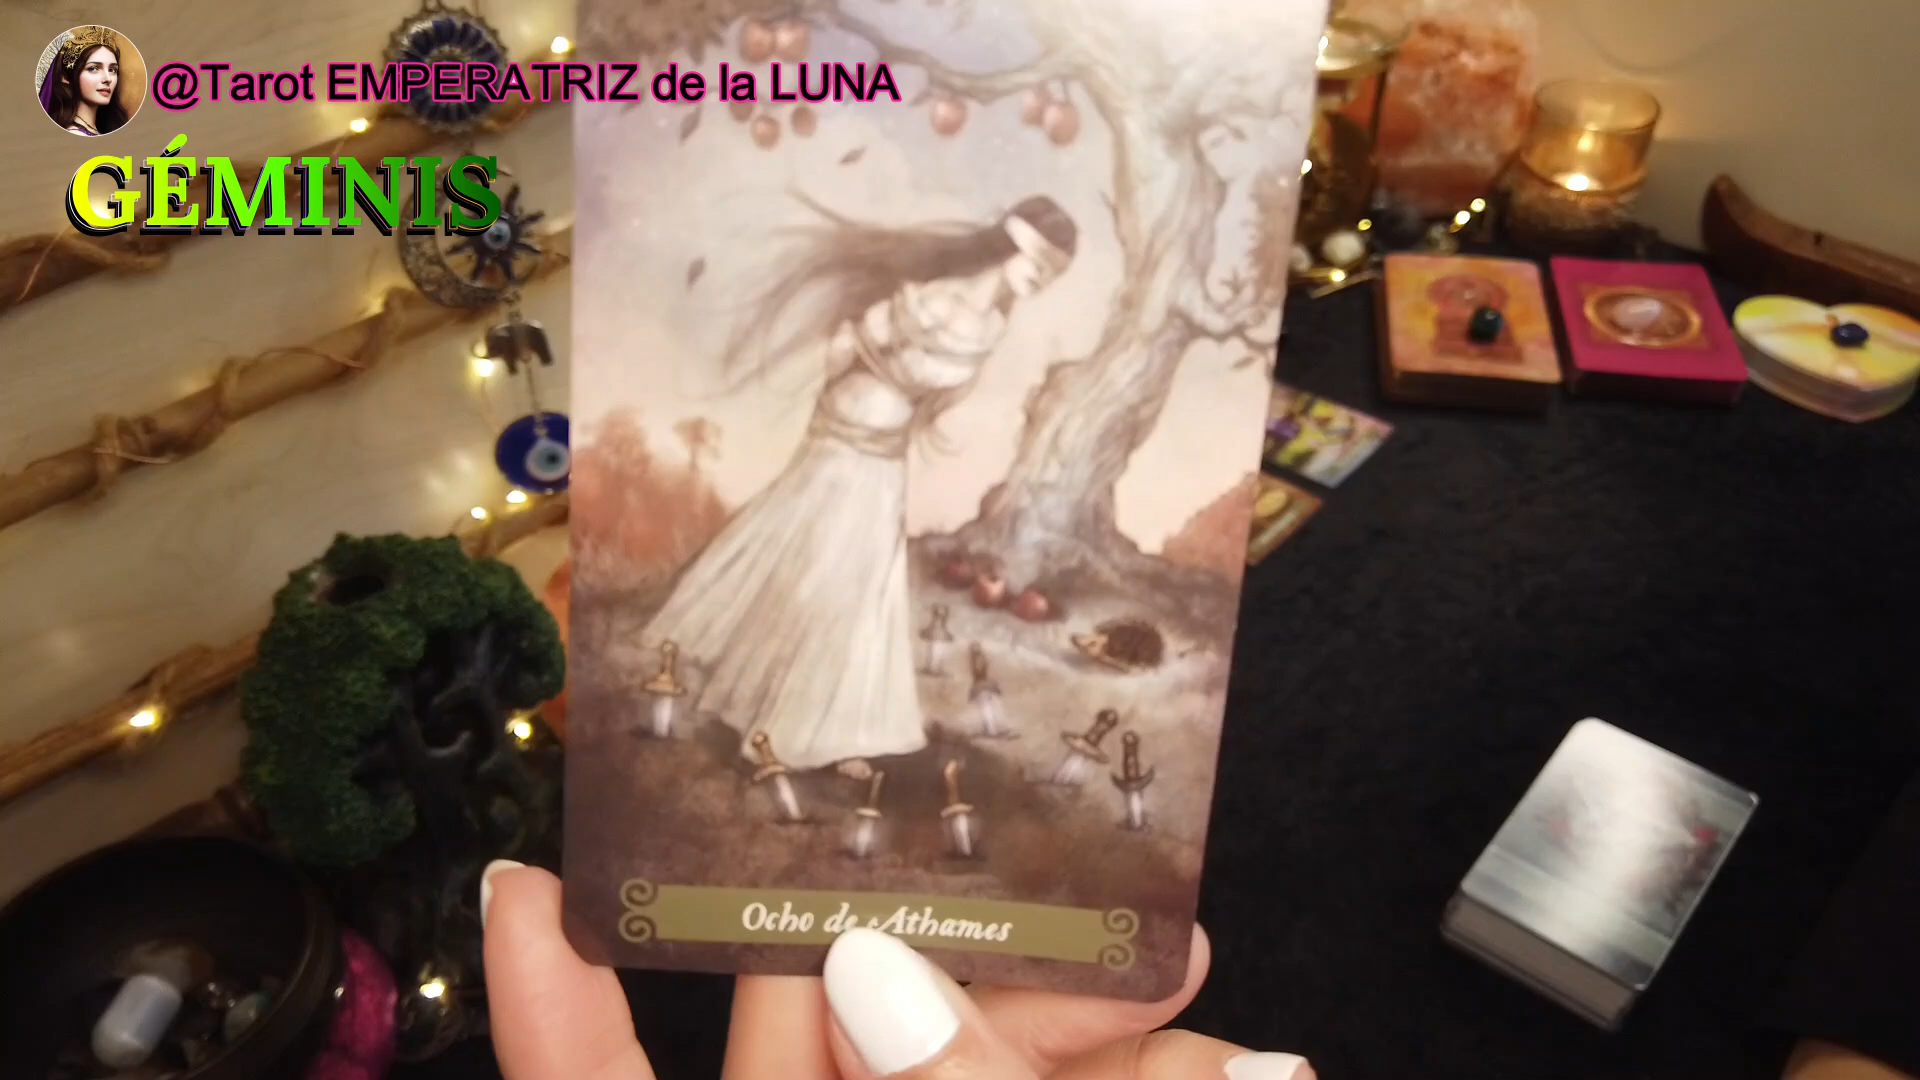 @Tarot EMPERATRIZ de la LUNA
GÉMINIS
Ocho de Athames